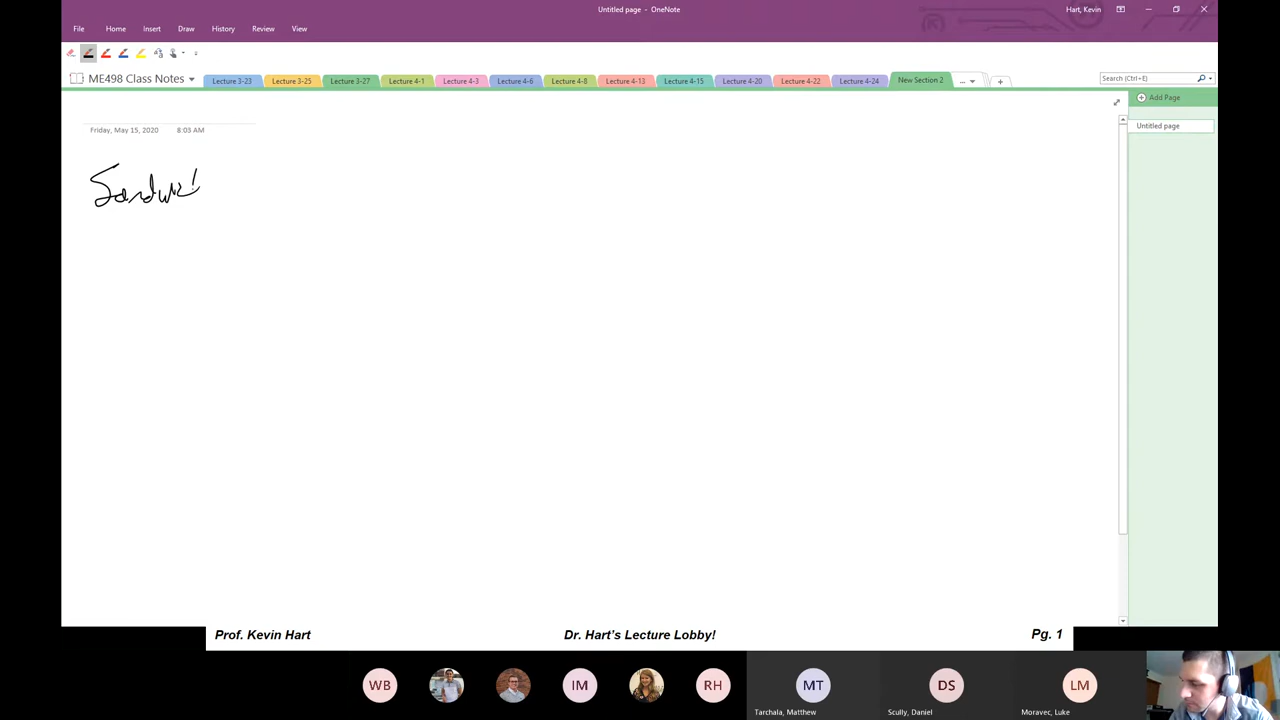 Untitled page - OneNote
Hart, Kevin
File Home Insert Draw History Review View
ME498 Class Notes
Lecture 3-23 Lecture 3-25 Lecture 3-27 Lecture 4-1 Lecture 4-3 Lecture 4-6 Lecture 4-8 Lecture 4-13 Lecture 4-15 Lecture 4-20 Lecture 4-22 Lecture 4-24 New Section 2 ...
Search (Ctrl+E)
Add Page
Untitled page
Friday, May 15, 2020 8:03 AM
Prof. Kevin Hart Dr. Hart's Lecture Lobby! Pg. 1
WB IM RH MT DS LM
Tarchala, Matthew Scully, Daniel Moravec, Luke